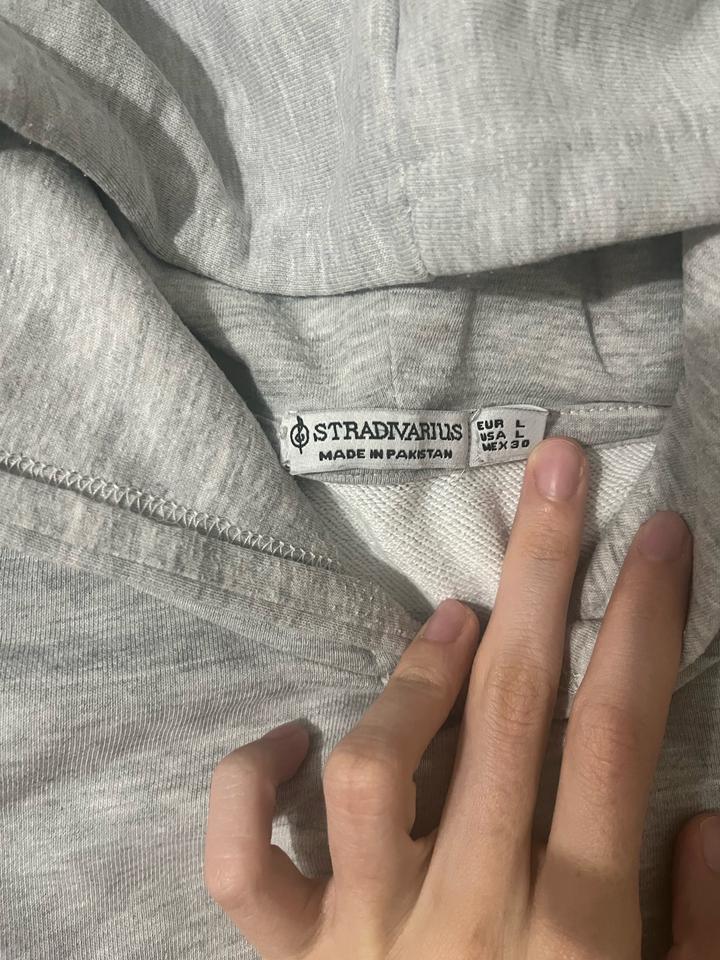 STRADIVARIUS
MADE IN PAKISTAN
EUR L
USA L
MEX 30